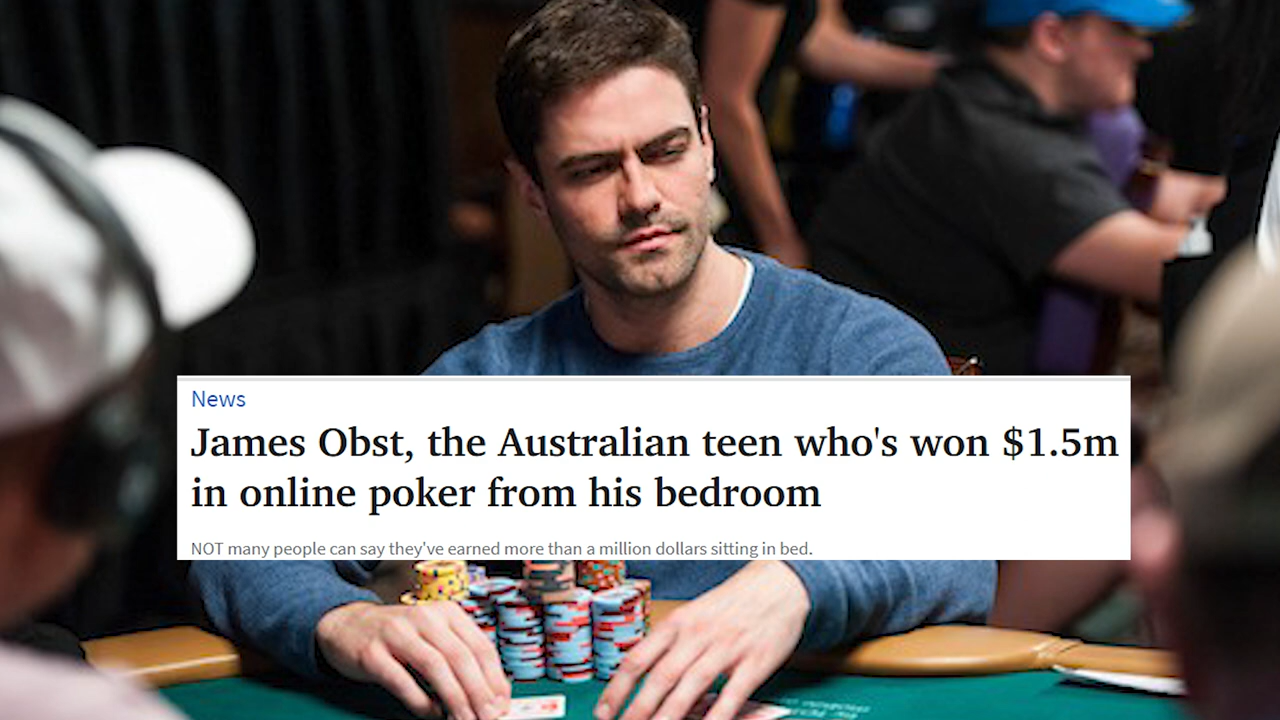 News
James Obst, the Australian teen who's won $1.5m
in online poker from his bedroom
NOT many people can say they've earned more than a million dollars sitting in bed.